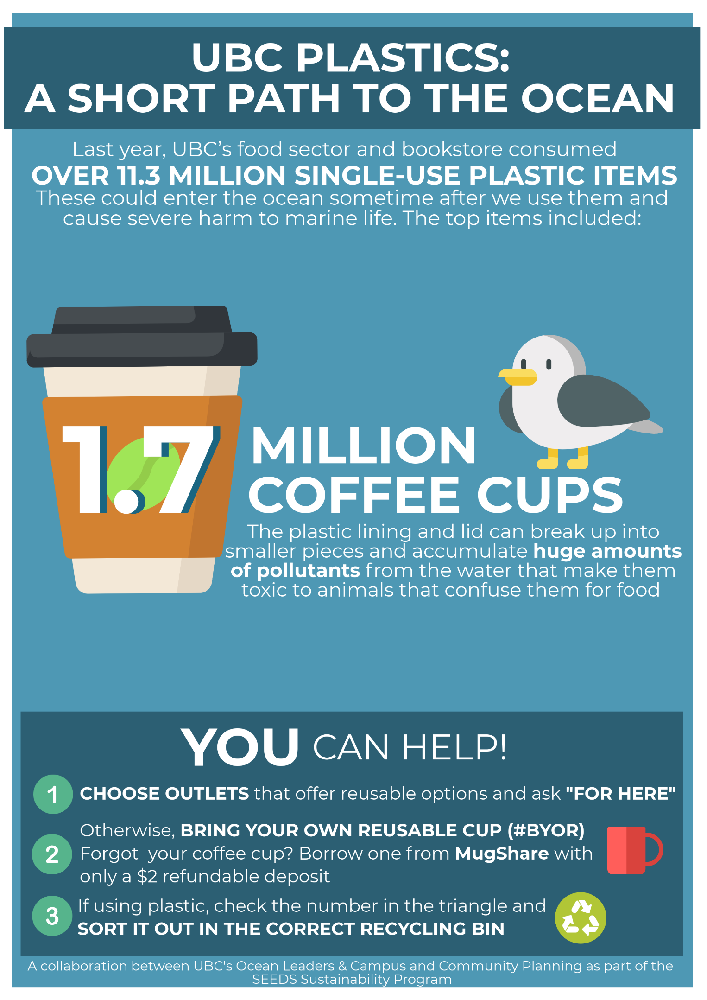 UBC PLASTICS:
A SHORT PATH TO THE OCEAN
Last year, UBC's food sector and bookstore consumed
OVER 11.3 MILLION SINGLE-USE PLASTIC ITEMS
These could enter the ocean sometime after we use them and
cause severe harm to marine life. The top items included:
1.7
MILLION
COFFEE CUPS
The plastic lining and lid can break up into
smaller pieces and accumulate huge amounts
of pollutants from the water that make them
toxic to animals that confuse them for food
YOU CAN HELP!
1 CHOOSE OUTLETS that offer reusable options and ask "FOR HERE"
Otherwise, BRING YOUR OWN REUSABLE CUP (#BYOR)
2 Forgot your coffee cup? Borrow one from MugShare with
only a $2 refundable deposit
3 If using plastic, check the number in the triangle and
SORT IT OUT IN THE CORRECT RECYCLING BIN
A collaboration between UBC's Ocean Leaders & Campus and Community Planning as part of the
SEEDS Sustainability Program